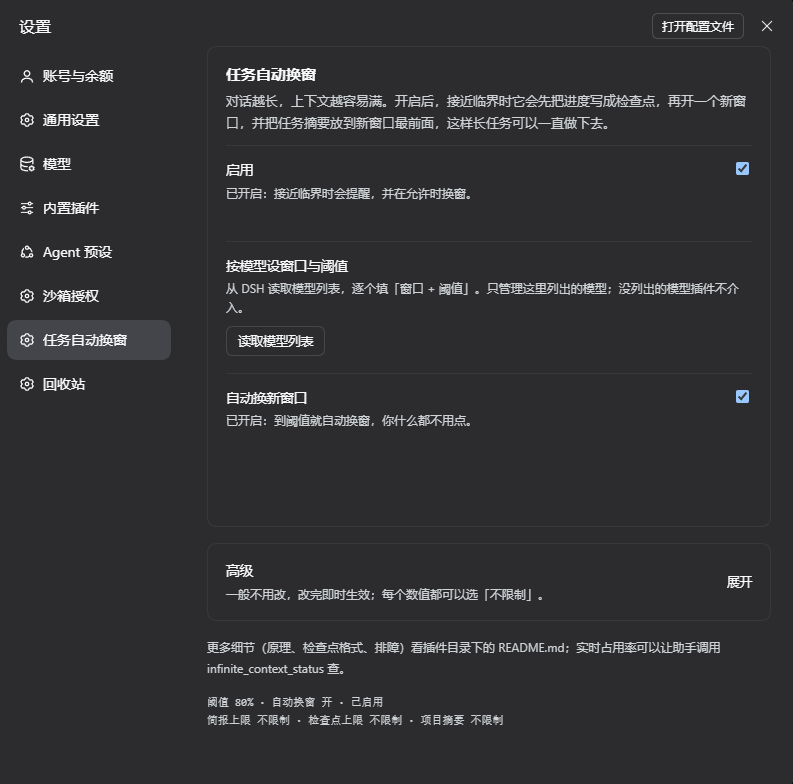 设置
打开配置文件
账号与余额
通用设置
模型
内置插件
Agent 预设
沙箱授权
任务自动换窗
回收站
任务自动换窗
对话越长，上下文越容易满。开启后，接近临界时它会先把进度写成检查点，再开一个新窗
口，并把任务摘要放到新窗口最前面，这样长任务可以一直做下去。
启用
已开启：接近临界时会提醒，并在允许时换窗。
按模型设窗口与阈值
从 DSH 读取模型列表，逐个填「窗口 + 阈值」。只管理这里列出的模型；没列出的模型插件不介
入。
读取模型列表
自动换新窗口
已开启：到阈值就自动换窗，你什么都不用点。
高级
一般不用改，改完即时生效；每个数值都可以选「不限制」。
展开
更多细节（原理、检查点格式、排障）看插件目录下的 README.md；实时占用率可以让助手调用
infinite_context_status 查。
阈值 80% · 自动换窗 开 · 已启用
简报上限 不限制 · 检查点上限 不限制 · 项目摘要 不限制